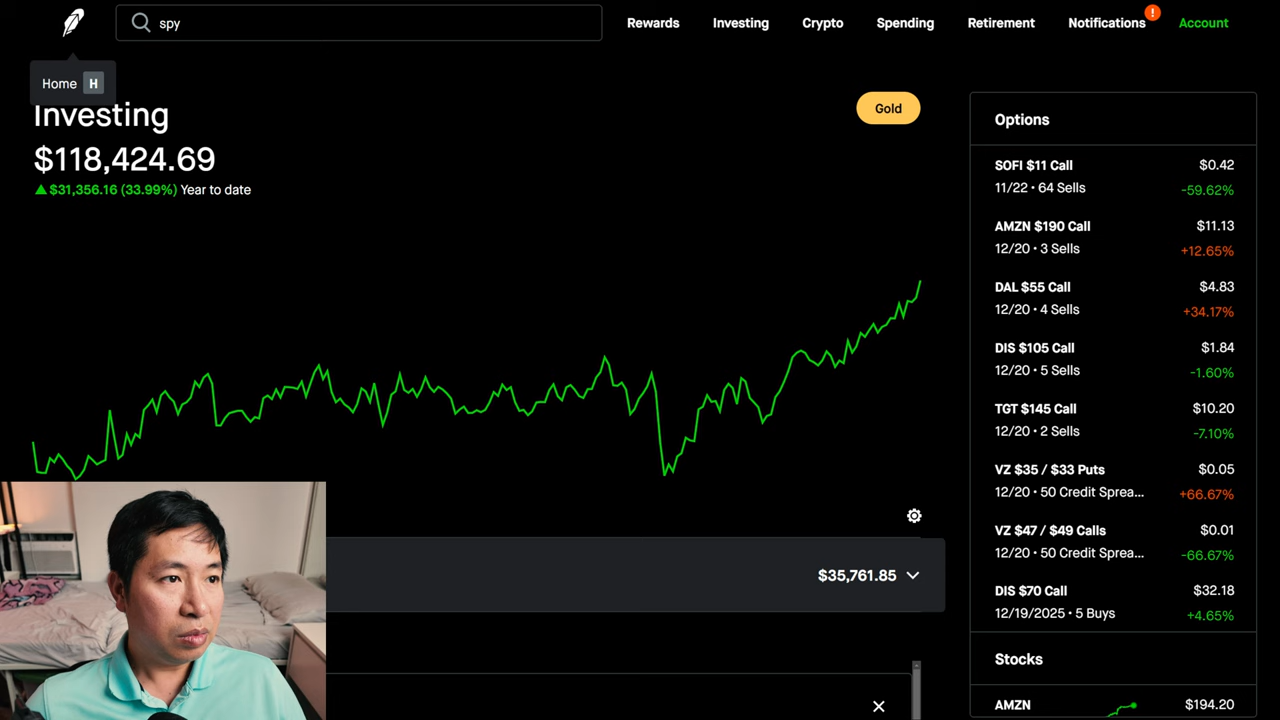 spy
Rewards
Investing
Crypto
Spending
Retirement
Notifications
!
Account
Home H
Investing
Gold
$118,424.69
$31,356.16 (33.99%) Year to date
$35,761.85
Options
SOFI $11 Call $0.42
11/22 • 64 Sells -59.62%
AMZN $190 Call $11.13
12/20 • 3 Sells +12.65%
DAL $55 Call $4.83
12/20 • 4 Sells +34.17%
DIS $105 Call $1.84
12/20 • 5 Sells -1.60%
TGT $145 Call $10.20
12/20 • 2 Sells -7.10%
VZ $35 / $33 Puts $0.05
12/20 • 50 Credit Sprea... +66.67%
VZ $47 / $49 Calls $0.01
12/20 • 50 Credit Sprea... -66.67%
DIS $70 Call $32.18
12/19/2025 • 5 Buys +4.65%
Stocks
AMZN $194.20